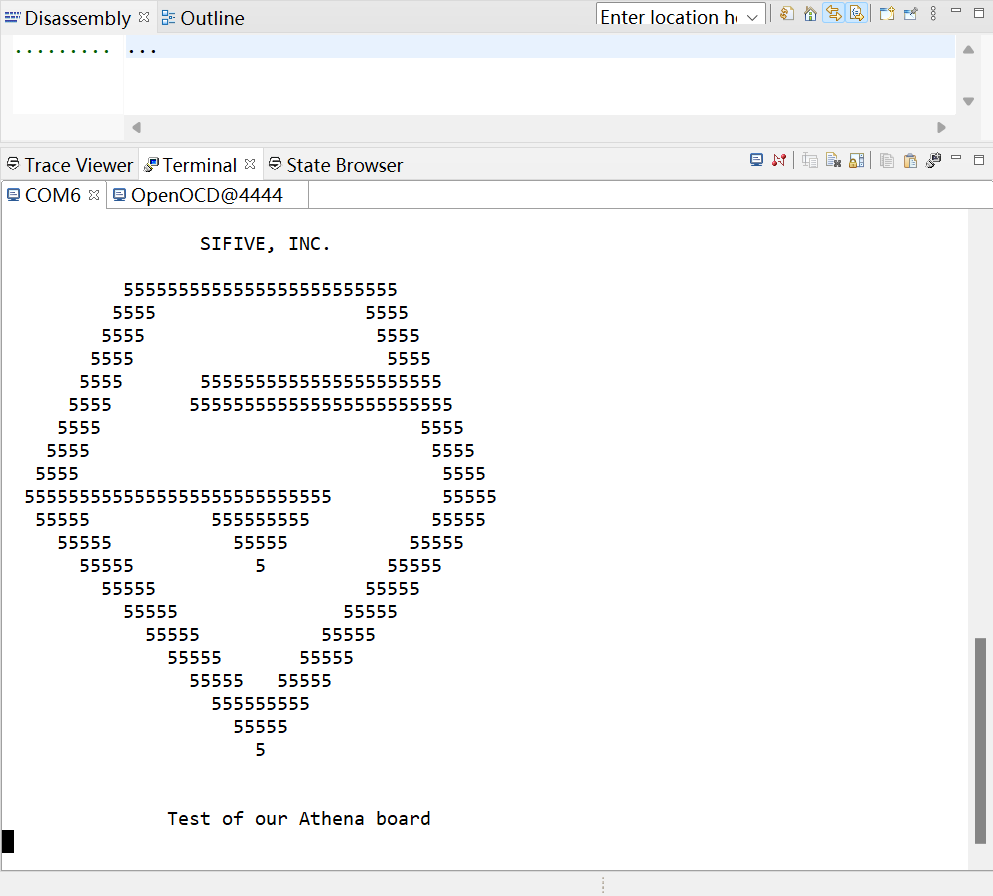 Disassembly Outline Enter location h
......... ...
Trace Viewer Terminal State Browser
COM6 OpenOCD@4444
                  SIFIVE, INC.
           5555555555555555555555555
          5555                   5555
         5555                     5555
        5555                       5555
       5555       5555555555555555555555
      5555       555555555555555555555555
     5555                             5555
    5555                               5555
   5555                                 5555
  5555555555555555555555555555          55555
   55555           555555555           55555
     55555           55555           55555
       55555           5           55555
         55555                   55555
           55555               55555
             55555           55555
               55555       55555
                 55555   55555
                   555555555
                     55555
                       5
               Test of our Athena board